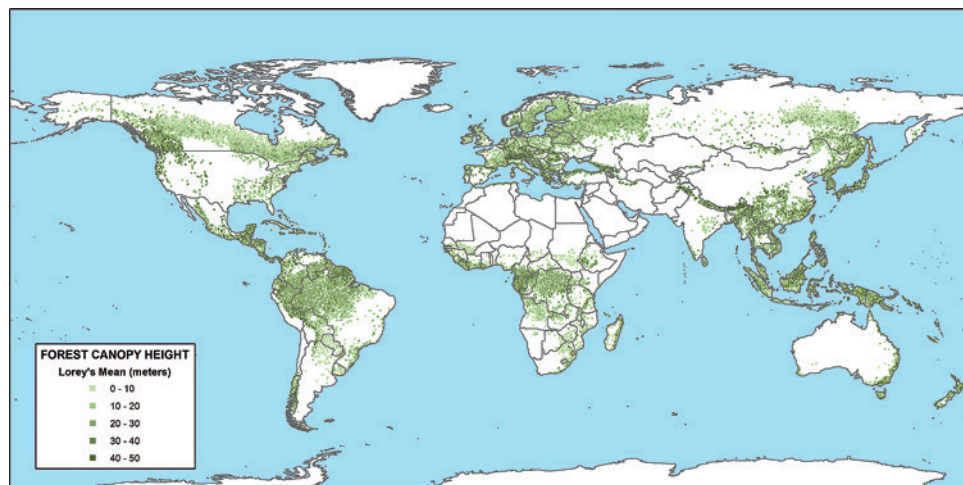 FOREST CANOPY HEIGHT
Lorey's Mean (meters)
0 - 10
10 - 20
20 - 30
30 - 40
40 - 50